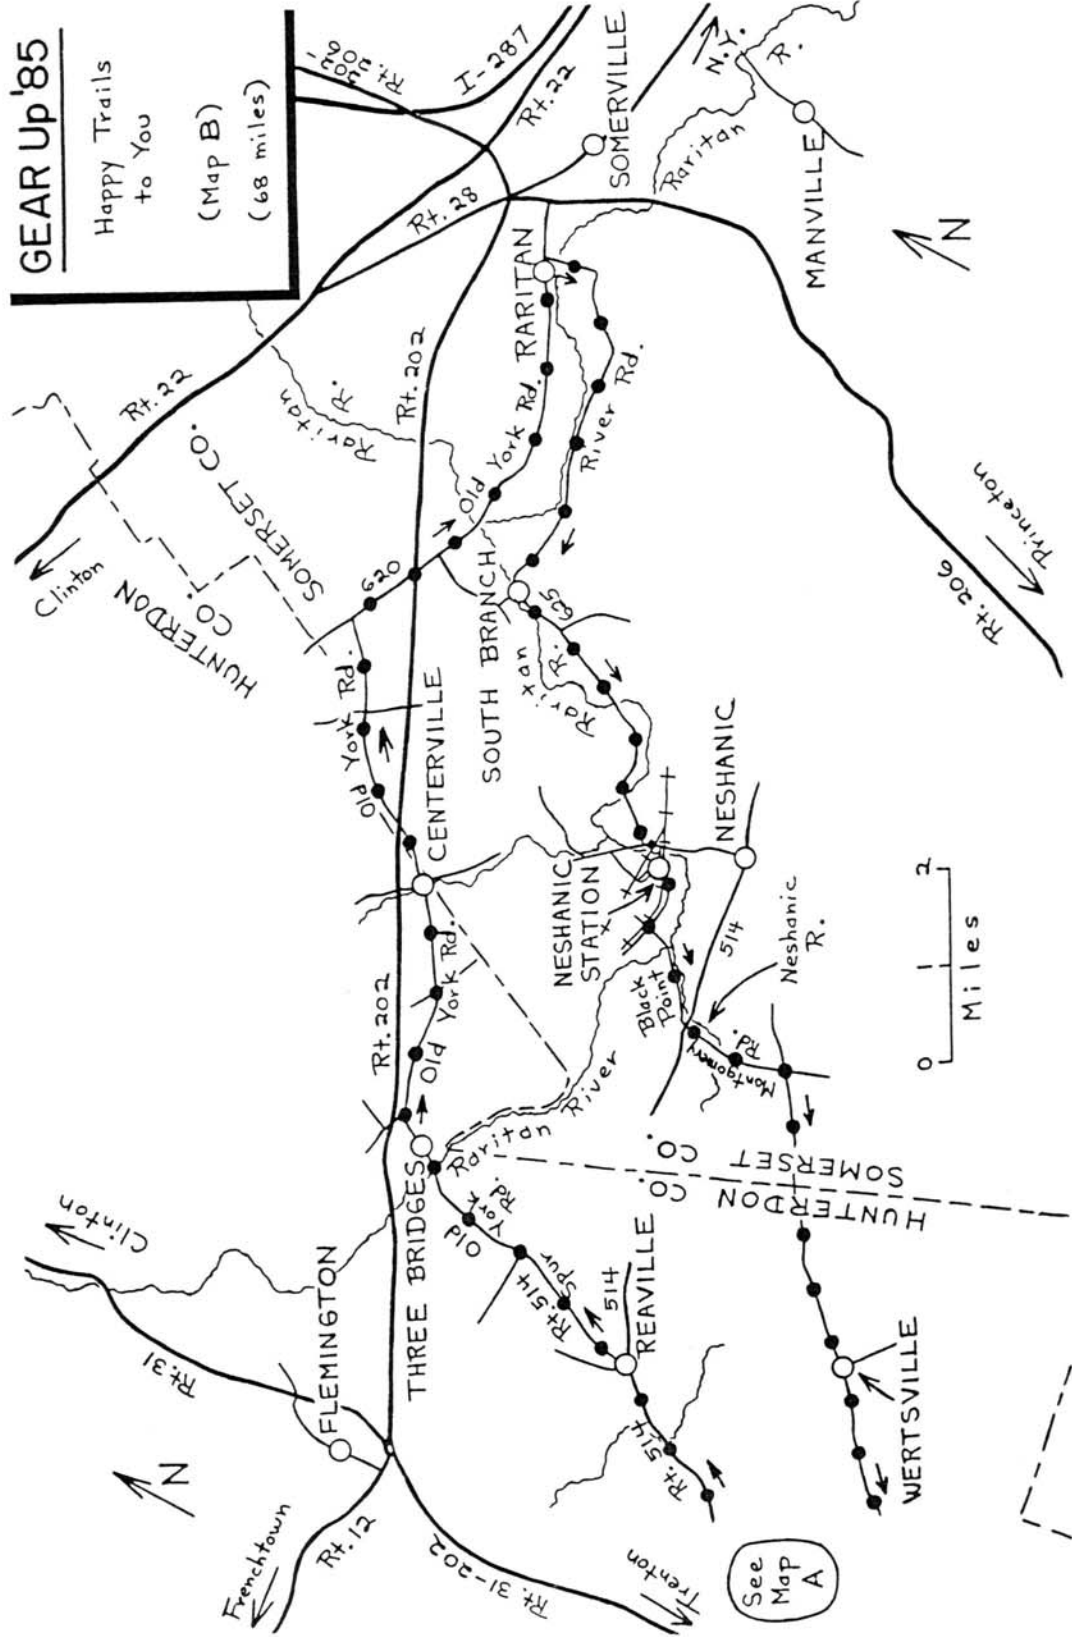 GEAR Up '85
Happy Trails
to You
(Map B)
(68 miles)
Rt. 22
Clinton
HUNTERDON
CO.
SOMERSET CO.
Raritan
R.
Rt. 28
Rt. 202-
206
I-287
Rt. 22
SOMERVILLE
N.Y.
Raritan
R.
MANVILLE
N
Rt. 202
620
Old York Rd.
RARITAN
River Rd.
SOUTH BRANCH
625
Raritan
R.
Princeton
Rt. 206
Old York Rd.
CENTERVILLE
NESHANIC
STATION
NESHANIC
514
Black
Point
Neshanic
R.
Montgomery
Rd.
0 1 2
Miles
Rt. 202
Old York Rd.
Raritan River
THREE BRIDGES
Clinton
Rt. 31
FLEMINGTON
N
Frenchtown
Rt. 12
Rt. 31-202
Trenton
Old
York
Rd.
Rt. 514
Spur
514
REAVILLE
Rt. 514
SOMERSET CO.
HUNTERDON CO.
WERTSVILLE
See
Map
A